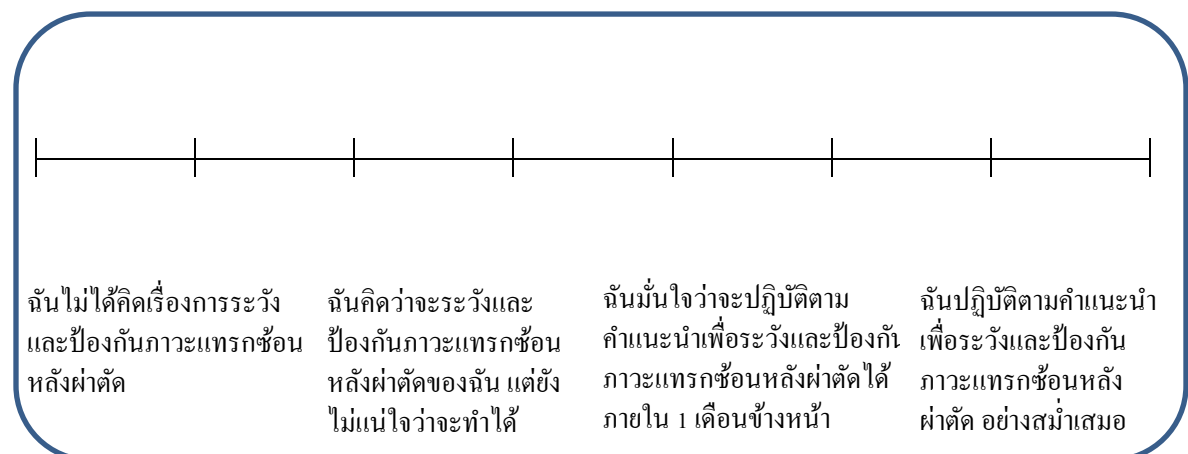 ฉันไม่ได้คิดเรื่องการระวัง
และป้องกันภาวะแทรกซ้อน
หลังผ่าตัด
ฉันคิดว่าจะระวังและ
ป้องกันภาวะแทรกซ้อน
หลังผ่าตัดของฉัน แต่ยัง
ไม่แน่ใจว่าจะทำได้
ฉันมั่นใจว่าจะปฏิบัติตาม
คำแนะนำเพื่อระวังและป้องกัน
ภาวะแทรกซ้อนหลังผ่าตัดได้
ภายใน 1 เดือนข้างหน้า
ฉันปฏิบัติตามคำแนะนำ
เพื่อระวังและป้องกัน
ภาวะแทรกซ้อนหลัง
ผ่าตัด อย่างสม่ำเสมอ